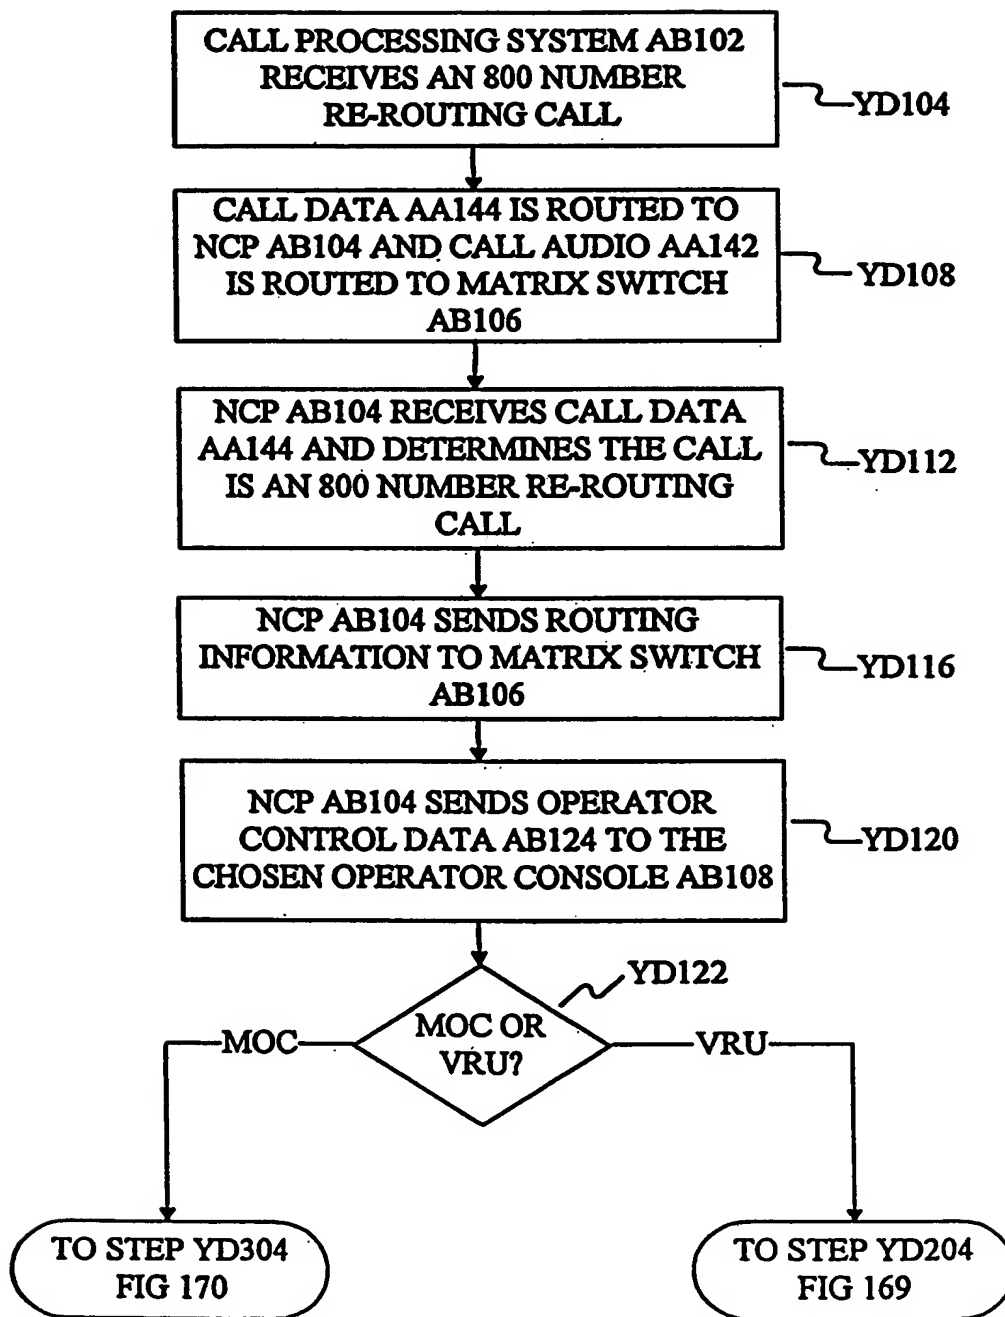 CALL PROCESSING SYSTEM AB102
RECEIVES AN 800 NUMBER
RE-ROUTING CALL
YD104
CALL DATA AA144 IS ROUTED TO
NCP AB104 AND CALL AUDIO AA142
IS ROUTED TO MATRIX SWITCH
AB106
YD108
NCP AB104 RECEIVES CALL DATA
AA144 AND DETERMINES THE CALL
IS AN 800 NUMBER RE-ROUTING
CALL
YD112
NCP AB104 SENDS ROUTING
INFORMATION TO MATRIX SWITCH
AB106
YD116
NCP AB104 SENDS OPERATOR
CONTROL DATA AB124 TO THE
CHOSEN OPERATOR CONSOLE AB108
YD120
YD122
MOC OR
VRU?
MOC
VRU
TO STEP YD304
FIG 170
TO STEP YD204
FIG 169